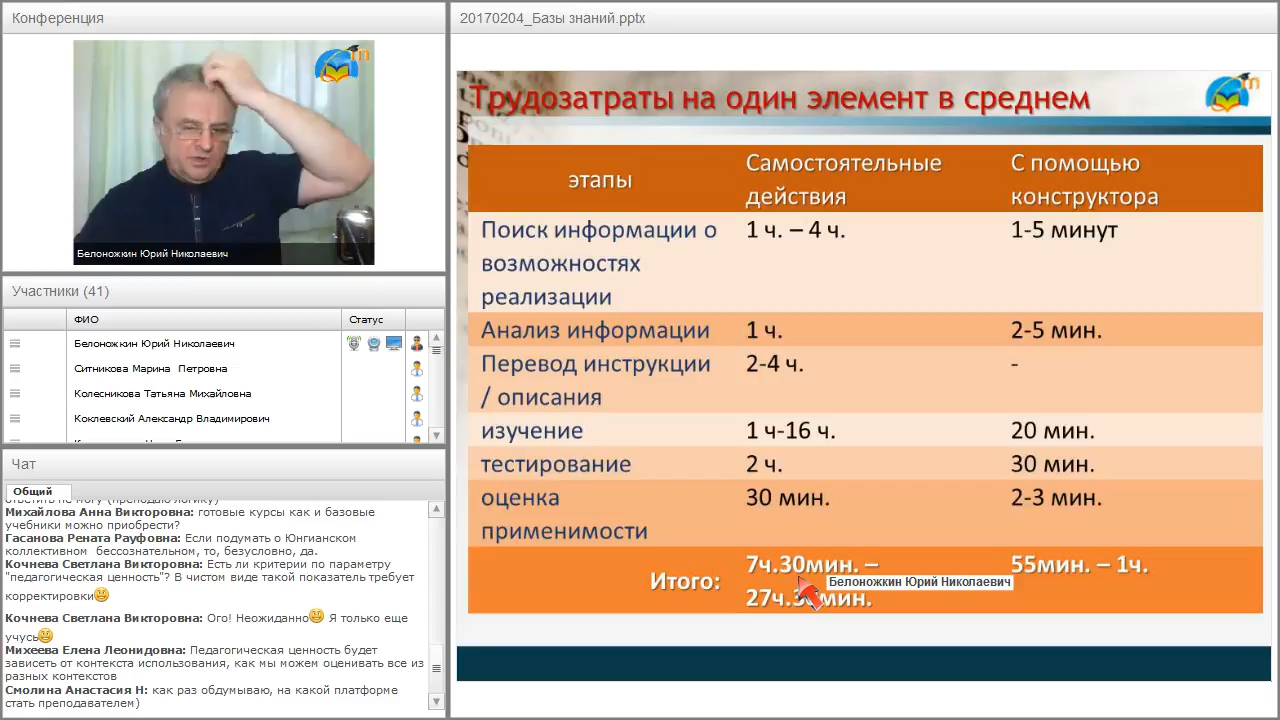 Конференция
Белоножкин Юрий Николаевич
Участники (41)
ФИО
Статус
Белоножкин Юрий Николаевич
Ситникова Марина Петровна
Колесникова Татьяна Михайловна
Коклевский Александр Владимирович
Чат
Общий
ответить не могу (преподаю логику)
Михайлова Анна Викторовна: готовые курсы как и базовые
учебники можно приобрести?
Гасанова Рената Рауфовна: Если подумать о Юнгианском
коллективном бессознательном, то, безусловно, да.
Кочнева Светлана Викторовна: Есть ли критерии по параметру
"педагогическая ценность"? В чистом виде такой показатель требует
корректировки
Кочнева Светлана Викторовна: Ого! Неожиданно Я только еще
учусь
Михеева Елена Леонидовна: Педагогическая ценность будет
зависеть от контекста использования, как мы можем оценивать все из
разных контекстов
Смолина Анастасия Н: как раз обдумываю, на какой платформе
стать преподавателем)
20170204_Базы знаний.pptx
Трудозатраты на один элемент в среднем
этапы
Самостоятельные
действия
С помощью
конструктора
Поиск информации о
возможностях
реализации
1 ч. – 4 ч.
1-5 минут
Анализ информации
1 ч.
2-5 мин.
Перевод инструкции
/ описания
2-4 ч.
-
изучение
1 ч-16 ч.
20 мин.
тестирование
2 ч.
30 мин.
оценка
применимости
30 мин.
2-3 мин.
Итого:
7ч.30мин. –
27ч.30мин.
55мин. – 1ч.
Белоножкин Юрий Николаевич